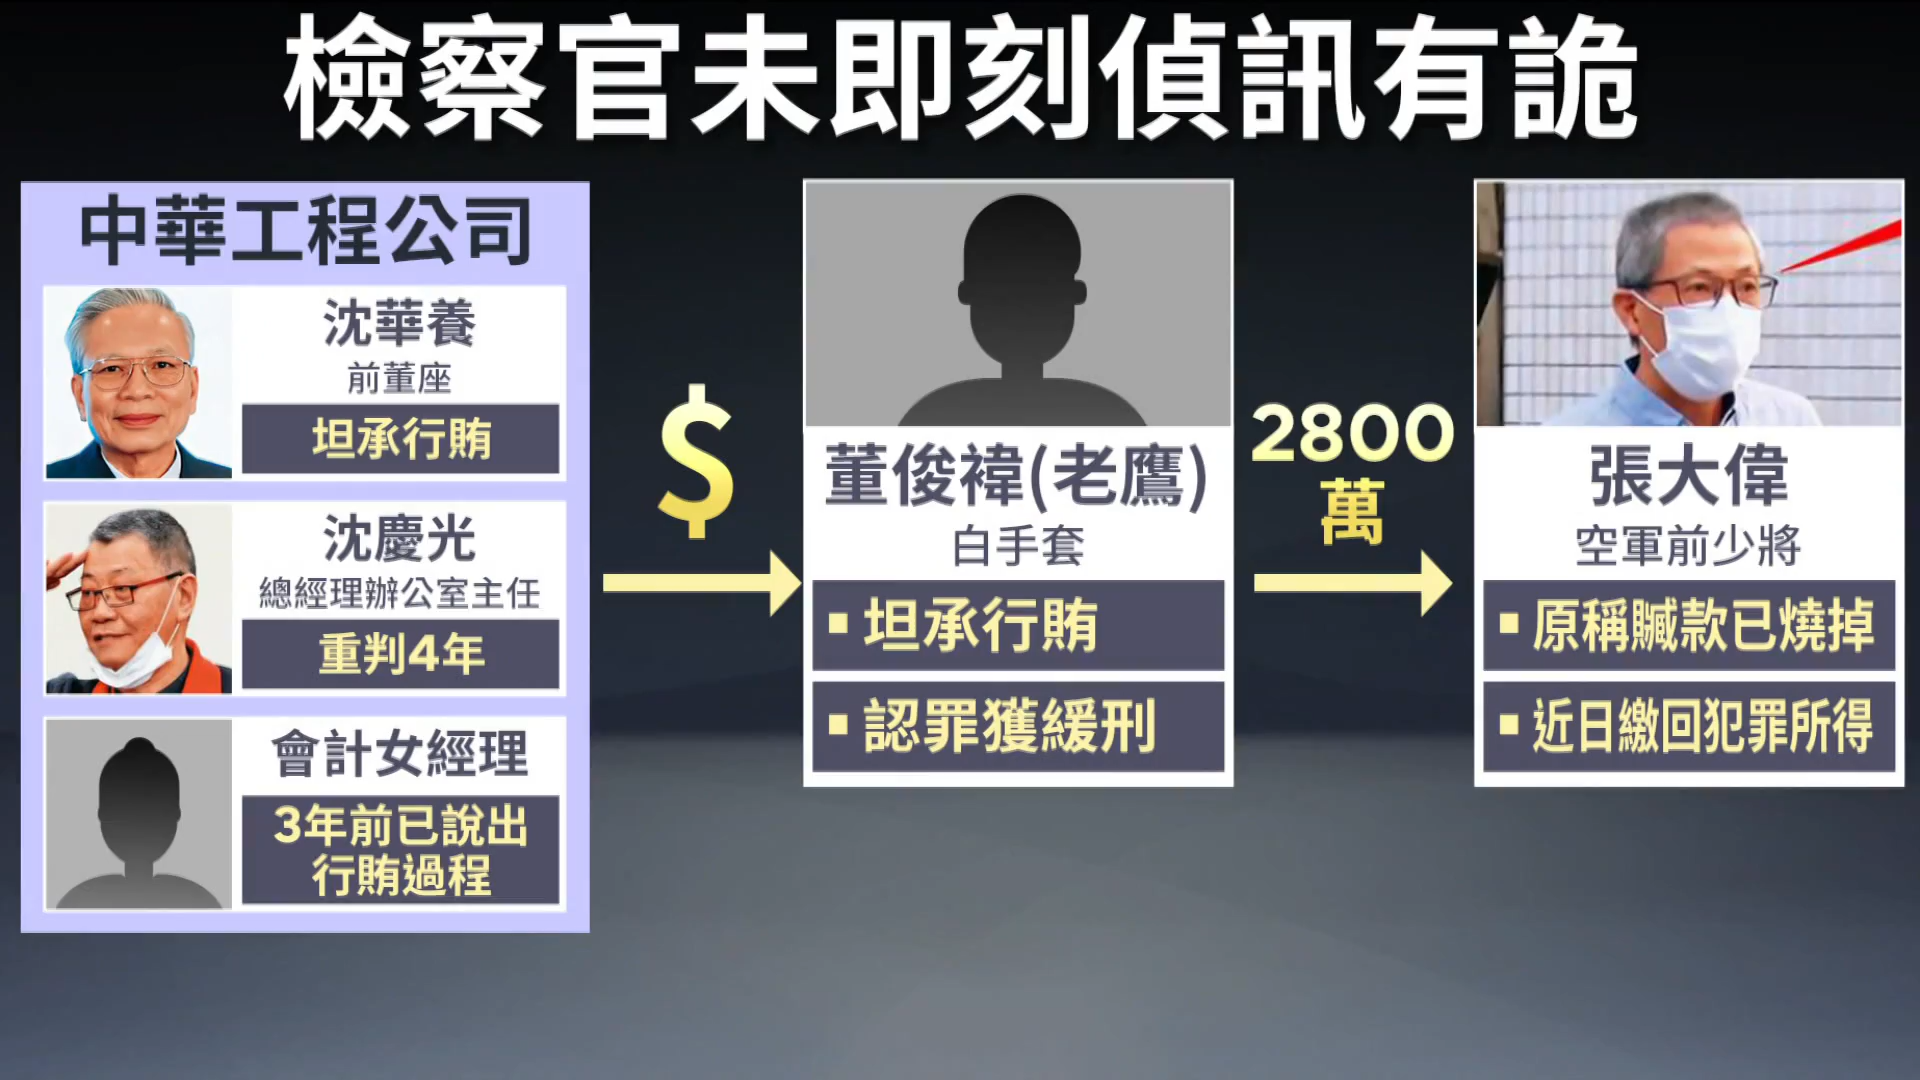 檢察官未即刻偵訊有詭
中華工程公司
沈華養
前董座
坦承行賄
沈慶光
總經理辦公室主任
重判4年
會計女經理
3年前已說出
行賄過程
$
董俊禕(老鷹)
白手套
▪坦承行賄
▪認罪獲緩刑
2800
萬
張大偉
空軍前少將
▪原稱贓款已燒掉
▪近日繳回犯罪所得